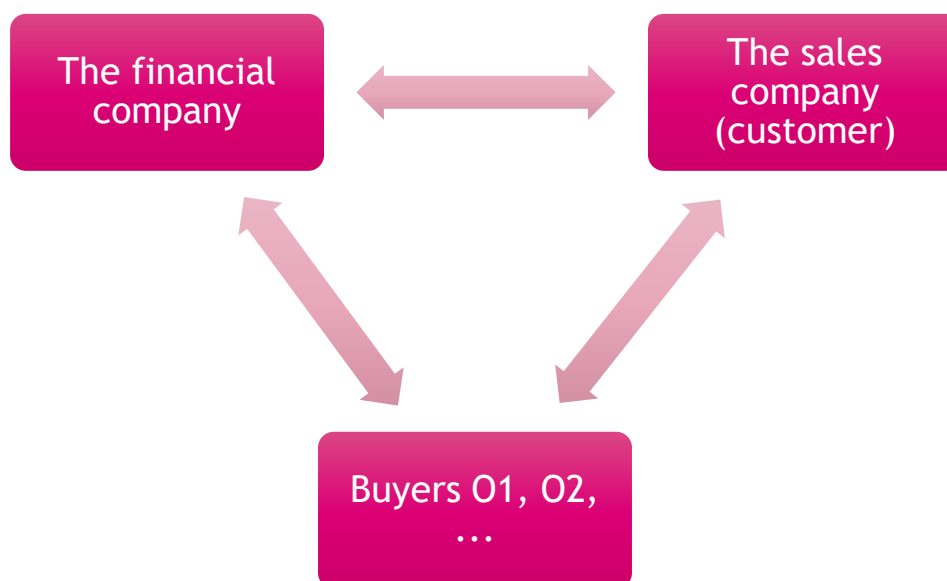 The financial
company
The sales
company
(customer)
Buyers O1, O2,
...